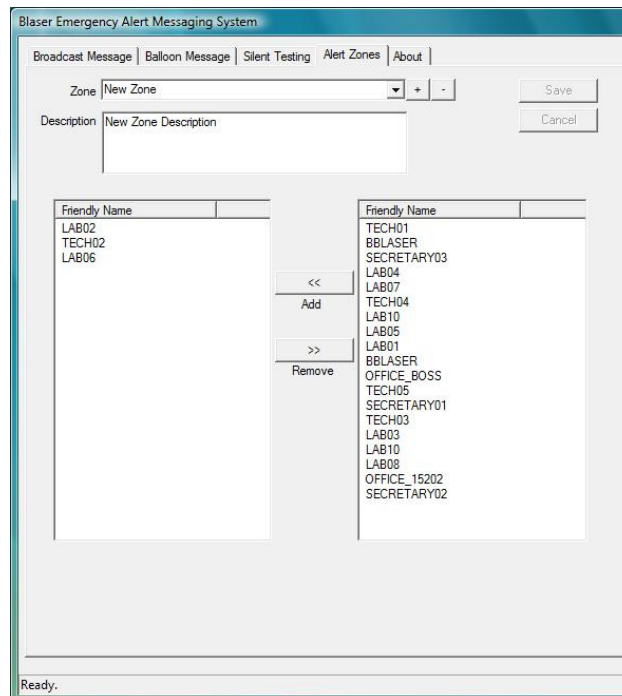 Blaser Emergency Alert Messaging System
Broadcast Message Balloon Message Silent Testing Alert Zones About
Zone New Zone + - Save
Description New Zone Description Cancel
Friendly Name
LAB02
TECH02
LAB06
<<
Add
>>
Remove
Friendly Name
TECH01
BBLASER
SECRETARY03
LAB04
LAB07
TECH04
LAB10
LAB05
LAB01
BBLASER
OFFICE_BOSS
TECH05
SECRETARY01
TECH03
LAB03
LAB10
LAB08
OFFICE_15202
SECRETARY02
Ready.